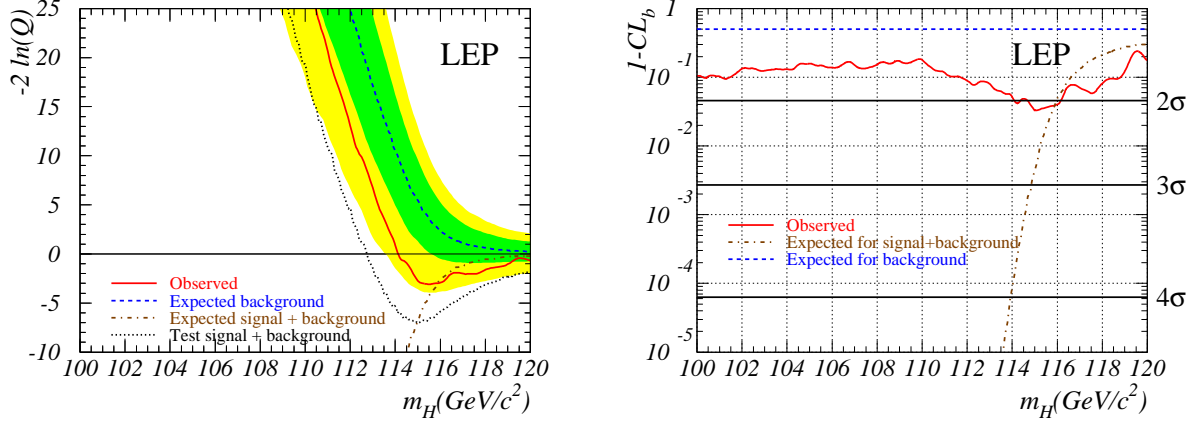 -2 ln(Q)
25
20
15
10
5
0
-5
-10
LEP
Observed
Expected background
Expected signal + background
Test signal + background
100 102 104 106 108 110 112 114 116 118 120
m_H(GeV/c²)
1-CL_b
1
10⁻¹
10⁻²
10⁻³
10⁻⁴
10⁻⁵
LEP
2σ
3σ
4σ
Observed
Expected for signal+background
Expected for background
100 102 104 106 108 110 112 114 116 118 120
m_H(GeV/c²)